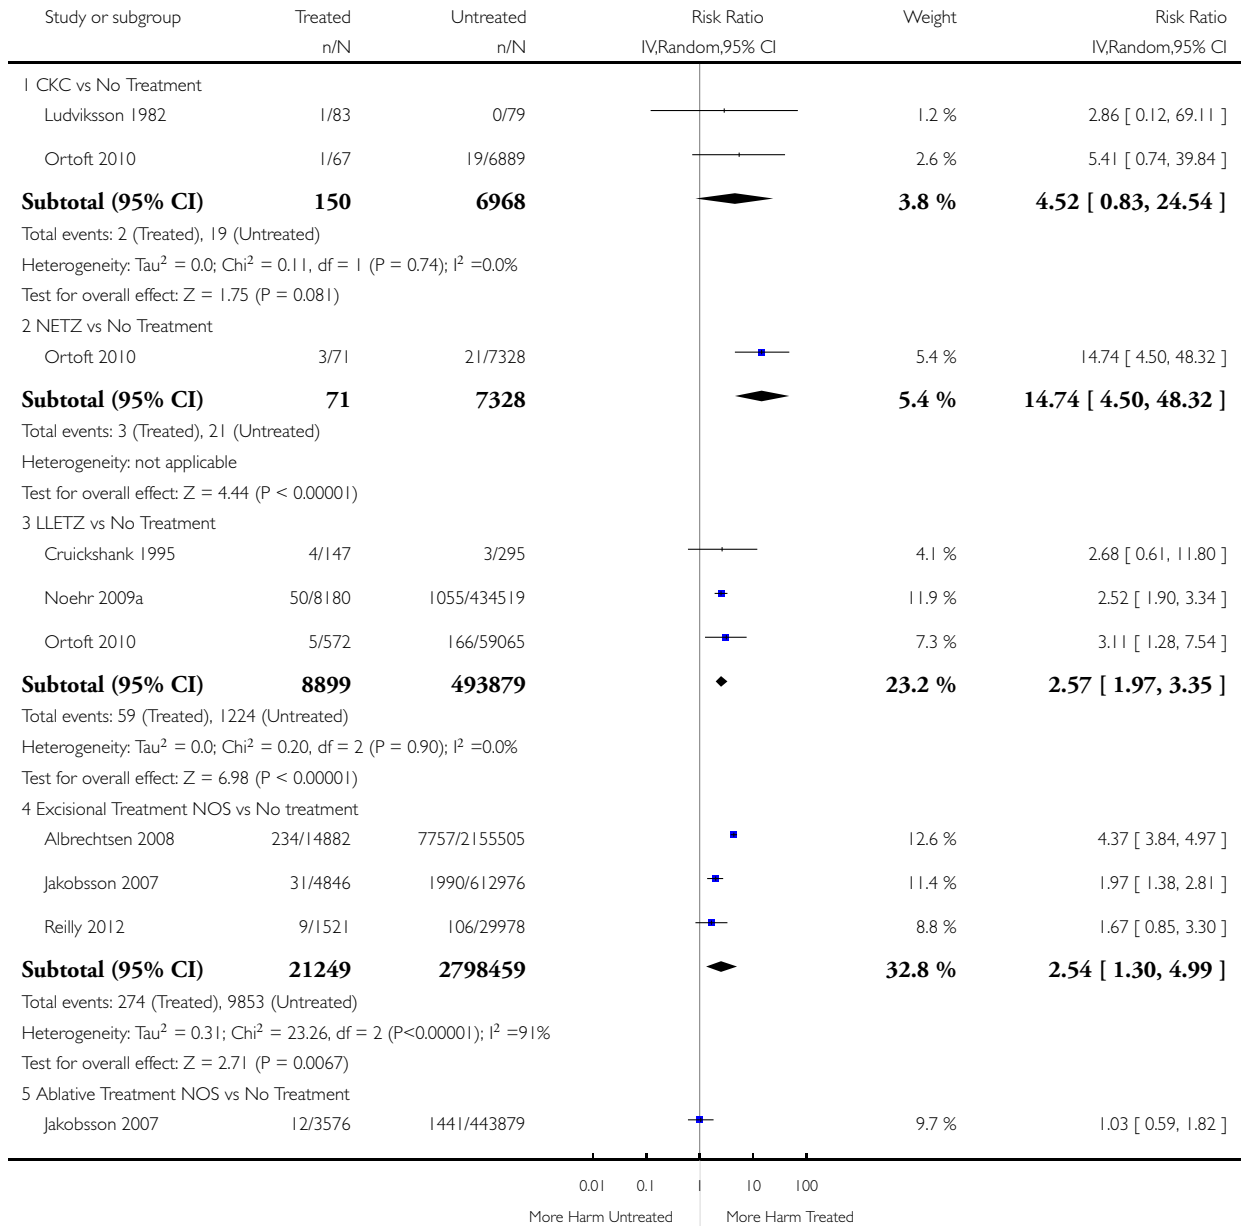 Study or subgroup Treated Untreated Risk Ratio Weight Risk Ratio
n/N n/N IV,Random,95% CI IV,Random,95% CI
1 CKC vs No Treatment
Ludviksson 1982 1/83 0/79 1.2 % 2.86 [ 0.12, 69.11 ]
Ortoft 2010 1/67 19/6889 2.6 % 5.41 [ 0.74, 39.84 ]
Subtotal (95% CI) 150 6968 3.8 % 4.52 [ 0.83, 24.54 ]
Total events: 2 (Treated), 19 (Untreated)
Heterogeneity: Tau² = 0.0; Chi² = 0.11, df = 1 (P = 0.74); I² =0.0%
Test for overall effect: Z = 1.75 (P = 0.081)
2 NETZ vs No Treatment
Ortoft 2010 3/71 21/7328 5.4 % 14.74 [ 4.50, 48.32 ]
Subtotal (95% CI) 71 7328 5.4 % 14.74 [ 4.50, 48.32 ]
Total events: 3 (Treated), 21 (Untreated)
Heterogeneity: not applicable
Test for overall effect: Z = 4.44 (P < 0.00001)
3 LLETZ vs No Treatment
Cruickshank 1995 4/147 3/295 4.1 % 2.68 [ 0.61, 11.80 ]
Noehr 2009a 50/8180 1055/434519 11.9 % 2.52 [ 1.90, 3.34 ]
Ortoft 2010 5/572 166/59065 7.3 % 3.11 [ 1.28, 7.54 ]
Subtotal (95% CI) 8899 493879 23.2 % 2.57 [ 1.97, 3.35 ]
Total events: 59 (Treated), 1224 (Untreated)
Heterogeneity: Tau² = 0.0; Chi² = 0.20, df = 2 (P = 0.90); I² =0.0%
Test for overall effect: Z = 6.98 (P < 0.00001)
4 Excisional Treatment NOS vs No treatment
Albrechtsen 2008 234/14882 7757/2155505 12.6 % 4.37 [ 3.84, 4.97 ]
Jakobsson 2007 31/4846 1990/612976 11.4 % 1.97 [ 1.38, 2.81 ]
Reilly 2012 9/1521 106/29978 8.8 % 1.67 [ 0.85, 3.30 ]
Subtotal (95% CI) 21249 2798459 32.8 % 2.54 [ 1.30, 4.99 ]
Total events: 274 (Treated), 9853 (Untreated)
Heterogeneity: Tau² = 0.31; Chi² = 23.26, df = 2 (P<0.00001); I² =91%
Test for overall effect: Z = 2.71 (P = 0.0067)
5 Ablative Treatment NOS vs No Treatment
Jakobsson 2007 12/3576 1441/443879 9.7 % 1.03 [ 0.59, 1.82 ]
0.01 0.1 1 10 100
More Harm Untreated More Harm Treated